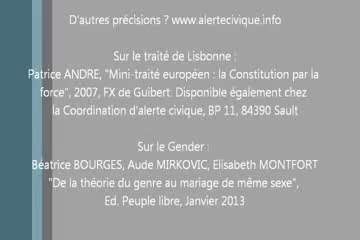 D'autres précisions ? www.alertecivique.info
Sur le traité de Lisbonne :
Patrice ANDRE, "Mini-traité européen : la Constitution par la
force", 2007, FX de Guibert. Disponible également chez
la Coordination d'alerte civique, BP 11, 84390 Sault
Sur le Gender :
Béatrice BOURGES, Aude MIRKOVIC, Elisabeth MONTFORT
"De la théorie du genre au mariage de même sexe",
Ed. Peuple libre, Janvier 2013